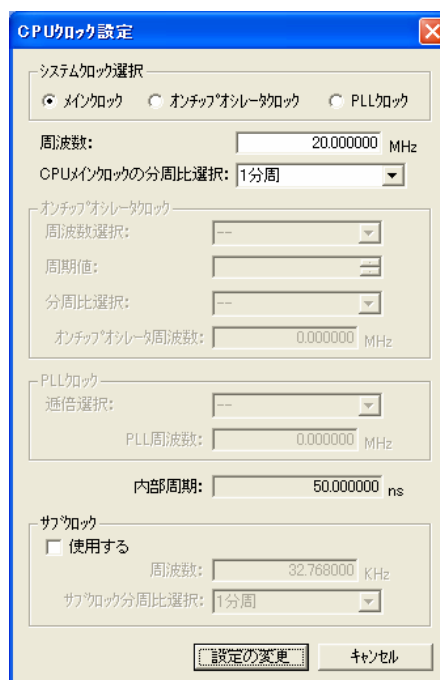 CPUクロック設定
システムクロック選択
メインクロック オンチップオシレータクロック PLLクロック
周波数: 20.000000 MHz
CPUメインクロックの分周比選択: 1分周
オンチップオシレータクロック
周波数選択: --
周期値:
分周比選択: --
オンチップオシレータ周波数: 0.000000 MHz
PLLクロック
逓倍選択: --
PLL周波数: 0.000000 MHz
内部周期: 50.000000 ns
サブクロック
使用する
周波数: 32.768000 KHz
サブクロック分周比選択: 1分周
設定の変更 キャンセル